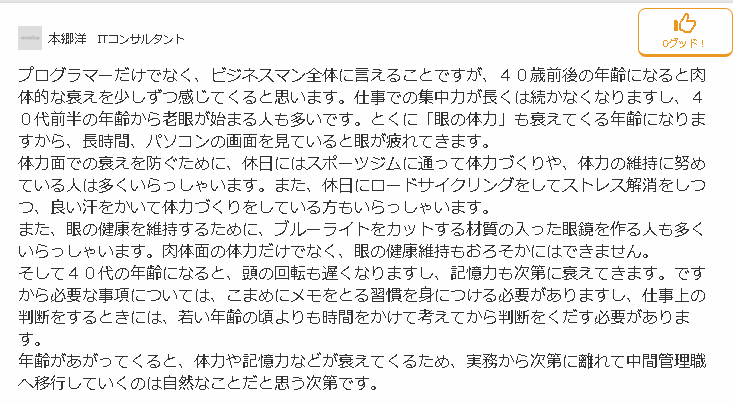 本郷洋 ITコンサルタント
0グッド！
プログラマーだけでなく、ビジネスマン全体に言えることですが、４０歳前後の年齢になると肉
体的な衰えを少しずつ感じてくると思います。仕事での集中力が長くは続かなくなりますし、４
０代前半の年齢から老眼が始まる人も多いです。とくに「眼の体力」も衰えてくる年齢になりま
すから、長時間、パソコンの画面を見ていると眼が疲れてきます。
体力面での衰えを防ぐために、休日にはスポーツジムに通って体力づくりや、体力の維持に努め
ている人は多くいらっしゃいます。また、休日にロードサイクリングをしてストレス解消をしつ
つ、良い汗をかいて体力づくりをしている方もいらっしゃいます。
また、眼の健康を維持するために、ブルーライトをカットする材質の入った眼鏡を作る人も多く
いらっしゃいます。肉体面の体力だけでなく、眼の健康維持もおろそかにはできません。
そして４０代の年齢になると、頭の回転も遅くなりますし、記憶力も次第に衰えてきます。です
から必要な事項については、こまめにメモをとる習慣を身につける必要がありますし、仕事上の
判断をするときには、若い年齢の頃よりも時間をかけて考えてから判断をくだす必要がありま
す。
年齢があがってくると、体力や記憶力などが衰えてくるため、実務から次第に離れて中間管理職
へ移行していくのは自然なことだと思う次第です。